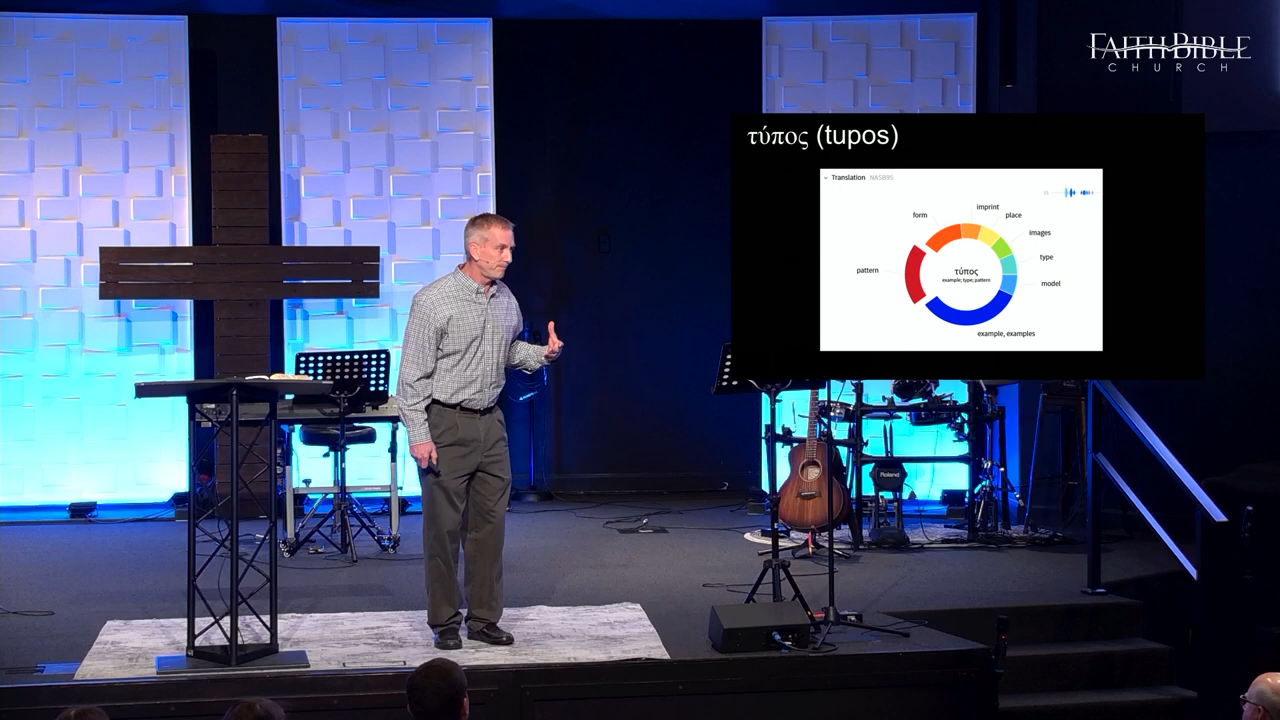 FAITH BIBLE
CHURCH
τύπος (tupos)
Translation NASB95
imprint
form
place
images
type
pattern
τύπος
example; type; pattern
model
example, examples
Roland